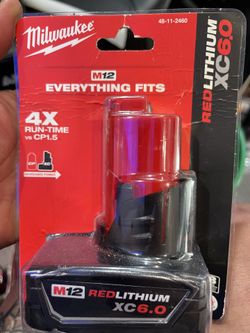 Milwaukee
48-11-2460
M12
EVERYTHING FITS
4X
RUN-TIME
vs CP1.5
REDLITHIUM
XC6.0
M12 REDLITHIUM
XC6.0